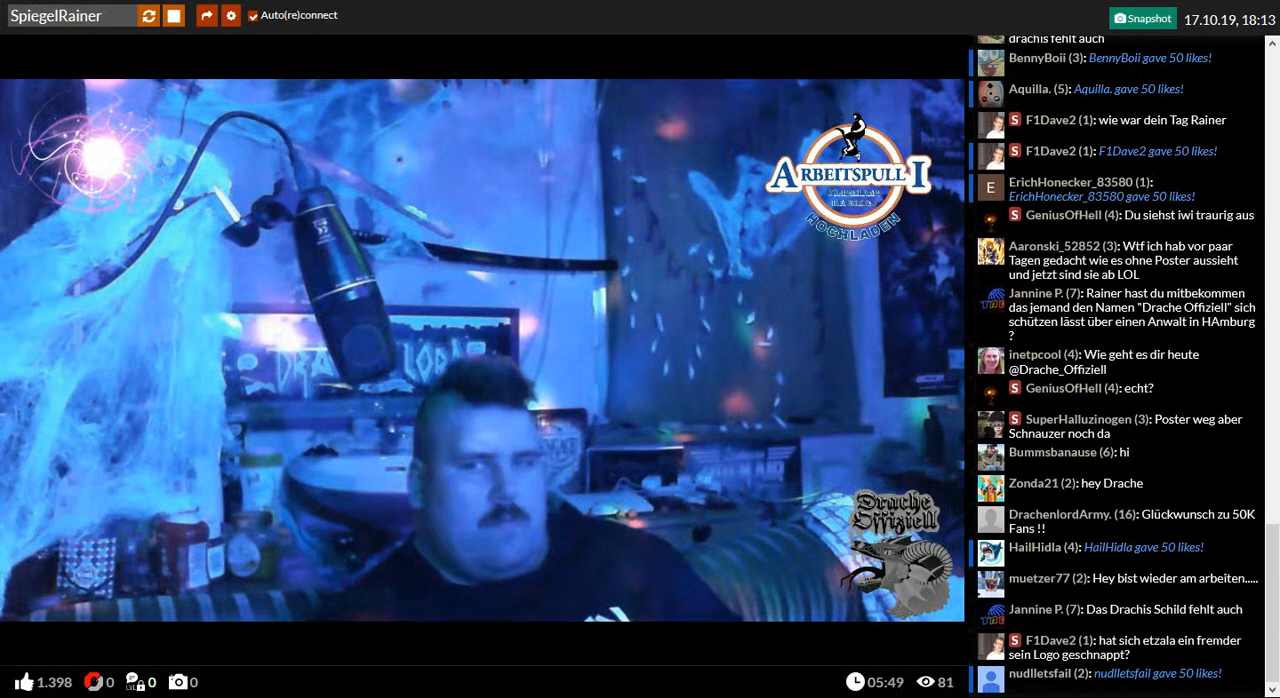 SpiegelRainer
Auto(re)connect
Snapshot
17.10.19, 18:13
ARBEITSPULLI
HOCHLADEN
Drache
Offiziell
drachis fehlt auch
BennyBoii (3): BennyBoii gave 50 likes!
Aquilla. (5): Aquilla. gave 50 likes!
S F1Dave2 (1): wie war dein Tag Rainer
S F1Dave2 (1): F1Dave2 gave 50 likes!
E
ErichHonecker_83580 (1):
ErichHonecker_83580 gave 50 likes!
S GeniusOfHell (4): Du siehst iwi traurig aus
Aaronski_52852 (3): Wtf ich hab vor paar
Tagen gedacht wie es ohne Poster aussieht
und jetzt sind sie ab LOL
Jannine P. (7): Rainer hast du mitbekommen
das jemand den Namen "Drache Offiziell" sich
schützen lässt über einen Anwalt in HAmburg
?
inetpcool (4): Wie geht es dir heute
@Drache_Offiziell
S GeniusOfHell (4): echt?
S SuperHalluzinogen (3): Poster weg aber
Schnauzer noch da
Bummsbanause (6): hi
Zonda21 (2): hey Drache
DrachenlordArmy. (16): Glückwunsch zu 50K
Fans !!
HailHidla (4): HailHidla gave 50 likes!
muetzer77 (2): Hey bist wieder am arbeiten.....
Jannine P. (7): Das Drachis Schild fehlt auch
S F1Dave2 (1): hat sich etzala ein fremder
sein Logo geschnappt?
nudlletsfail (2): nudlletsfail gave 50 likes!
1.398 0 0 0 05:49 81